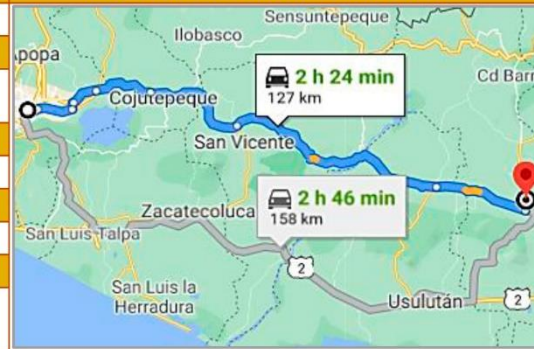 Sensuntepeque
Ilobasco
popa
2 h 24 min
127 km
Cd Barr
Cojutepeque
San Vicente
2 h 46 min
158 km
Zacatecoluca
San Luis Talpa
2
San Luis la
Herradura
Usulután
2